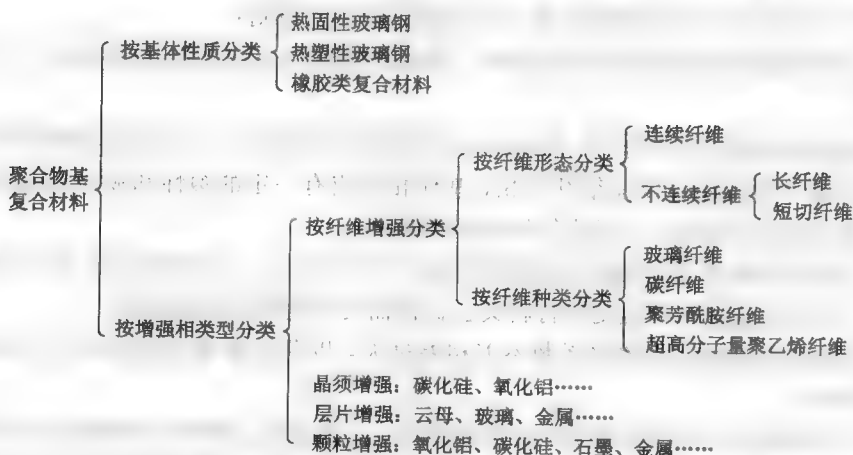 聚合物基
复合材料
按基体性质分类
热固性玻璃钢
热塑性玻璃钢
橡胶类复合材料
按增强相类型分类
按纤维增强分类
按纤维形态分类
连续纤维
不连续纤维
长纤维
短切纤维
按纤维种类分类
玻璃纤维
碳纤维
聚芳酰胺纤维
超高分子量聚乙烯纤维
晶须增强：碳化硅、氧化铝……
层片增强：云母、玻璃、金属……
颗粒增强：氧化铝、碳化硅、石墨、金属……